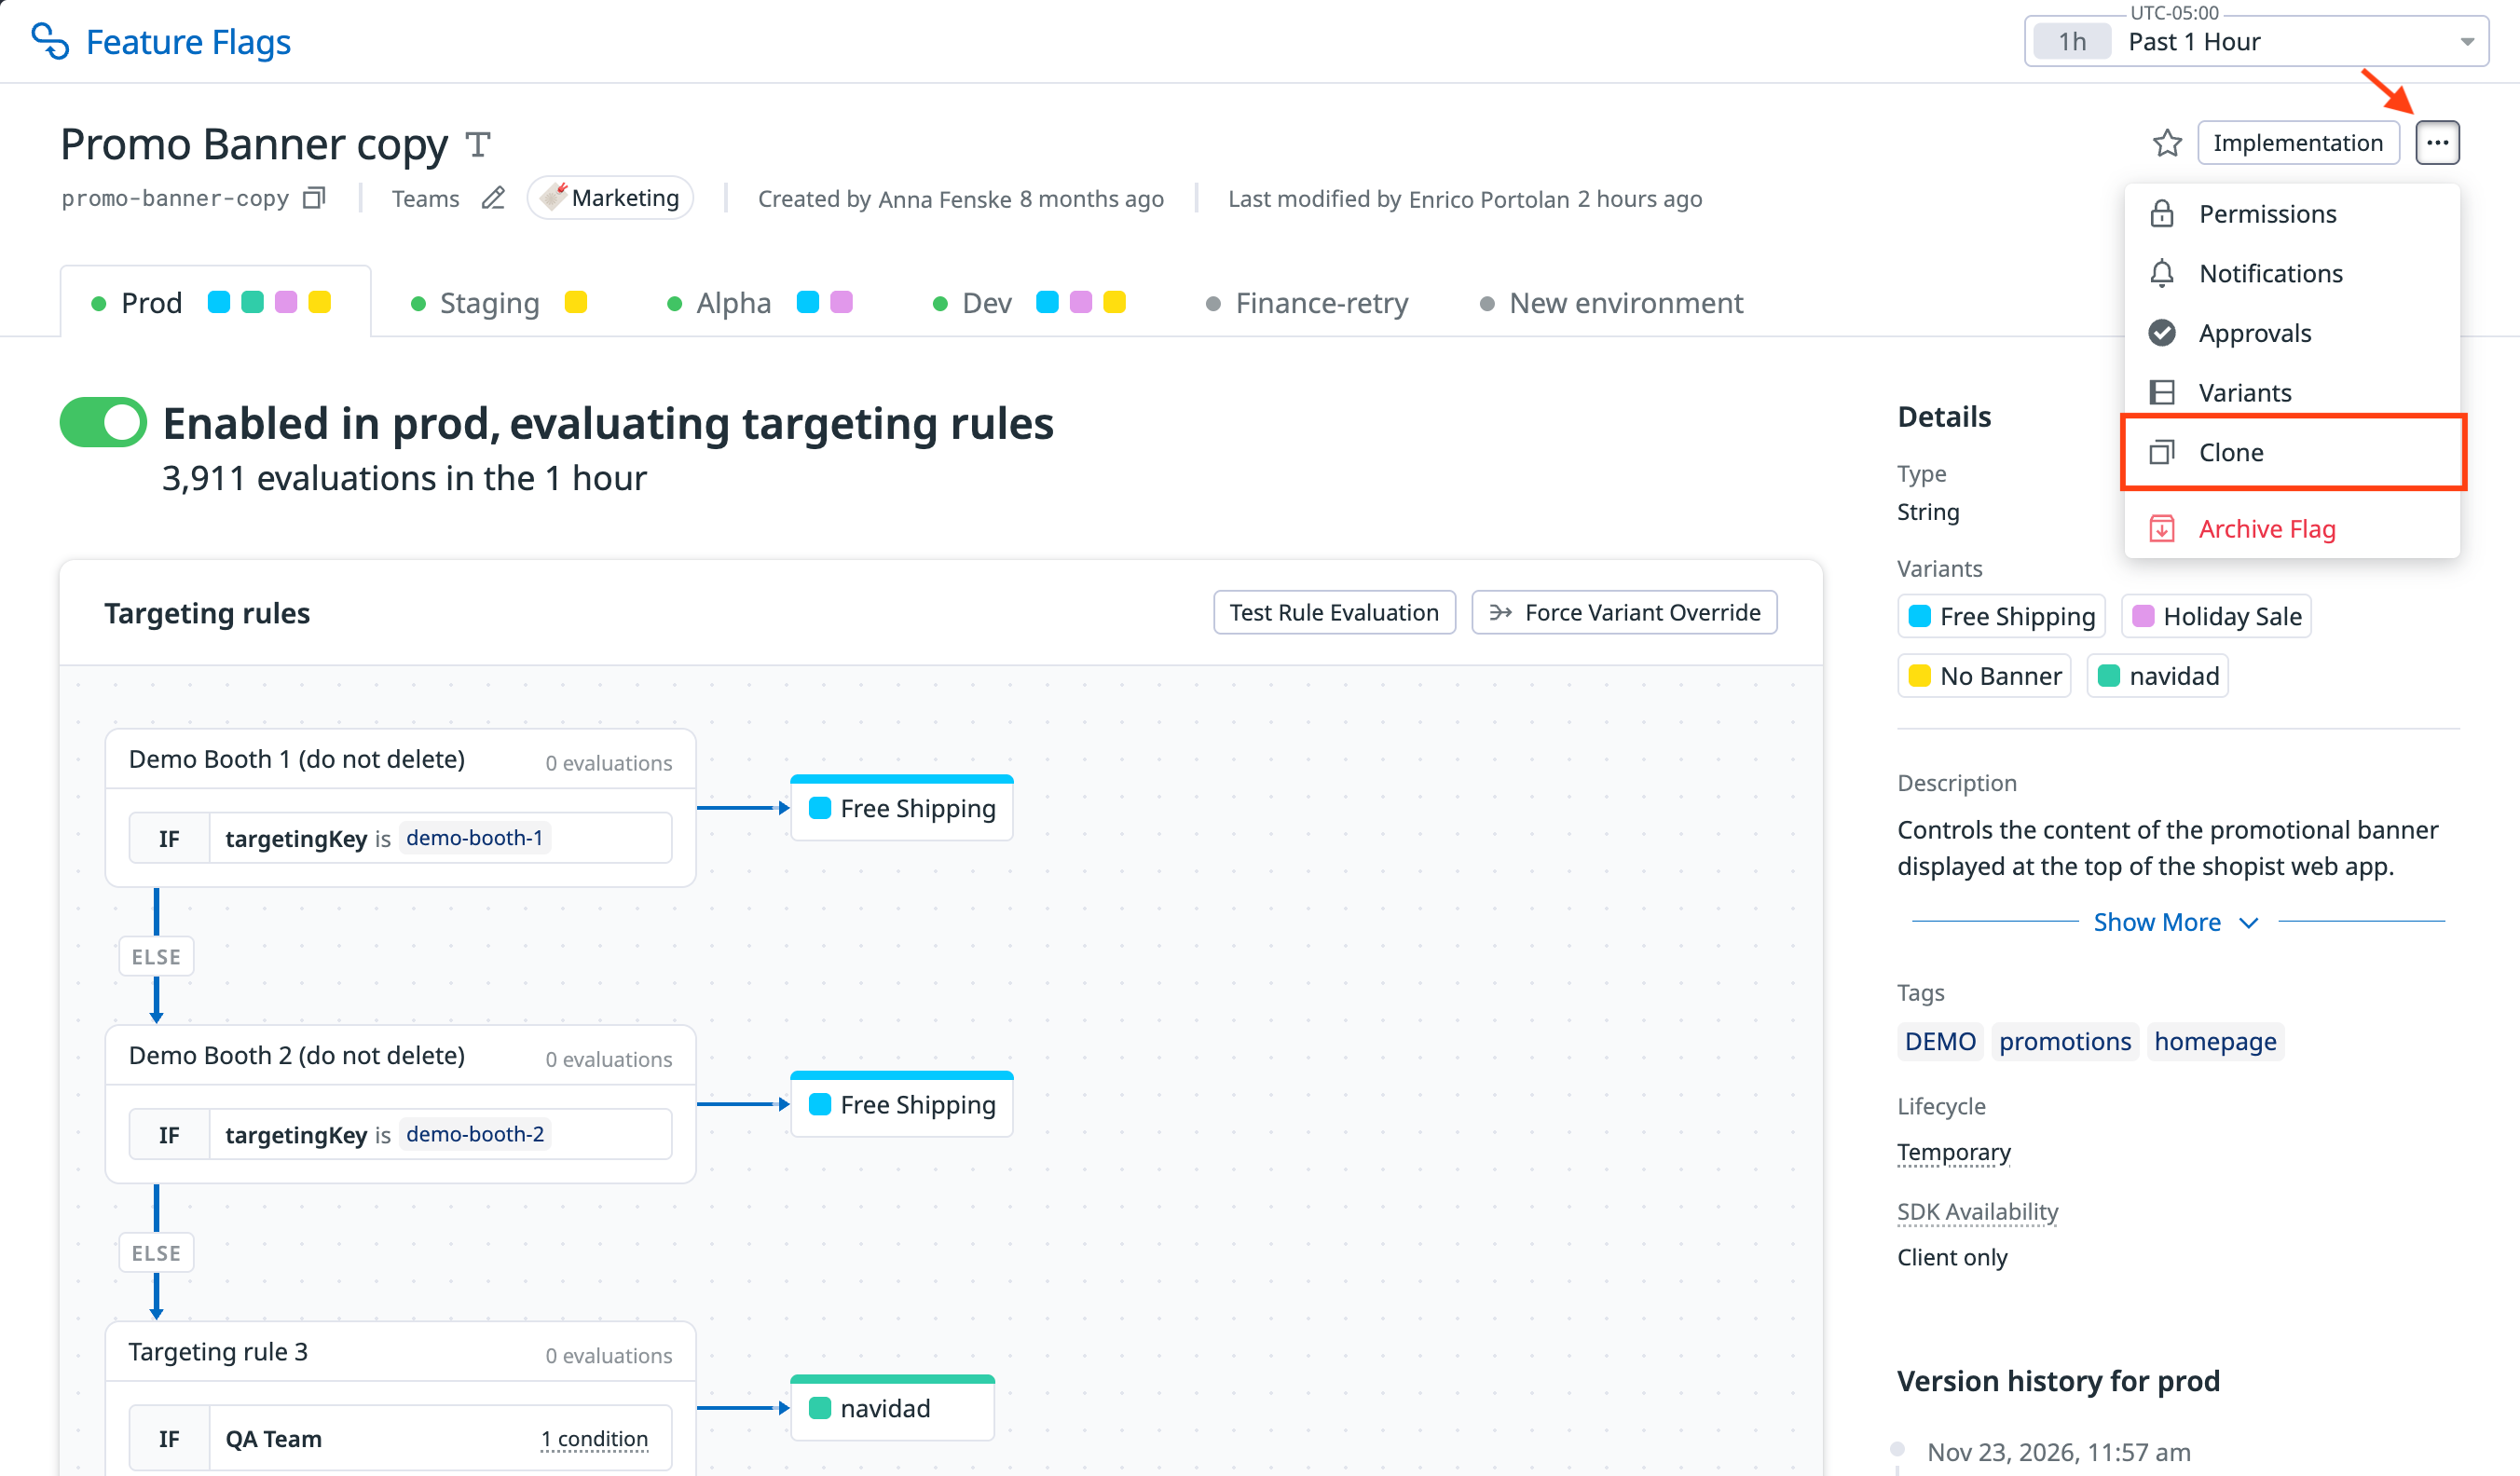 Feature Flags
UTC-05:00
1h Past 1 Hour
Promo Banner copy
Implementation
promo-banner-copy Teams Marketing Created by Anna Fenske 8 months ago Last modified by Enrico Portolan 2 hours ago
Permissions
Notifications
Approvals
Variants
Clone
Archive Flag
Prod Staging Alpha Dev Finance-retry New environment
Enabled in prod, evaluating targeting rules
3,911 evaluations in the 1 hour
Targeting rules
Test Rule Evaluation Force Variant Override
Demo Booth 1 (do not delete) 0 evaluations
IF targetingKey is demo-booth-1
Free Shipping
ELSE
Demo Booth 2 (do not delete) 0 evaluations
IF targetingKey is demo-booth-2
Free Shipping
ELSE
Targeting rule 3 0 evaluations
IF QA Team 1 condition
navidad
Details
Type
String
Variants
Free Shipping Holiday Sale
No Banner navidad
Description
Controls the content of the promotional banner
displayed at the top of the shopist web app.
Show More
Tags
DEMO promotions homepage
Lifecycle
Temporary
SDK Availability
Client only
Version history for prod
Nov 23, 2026, 11:57 am